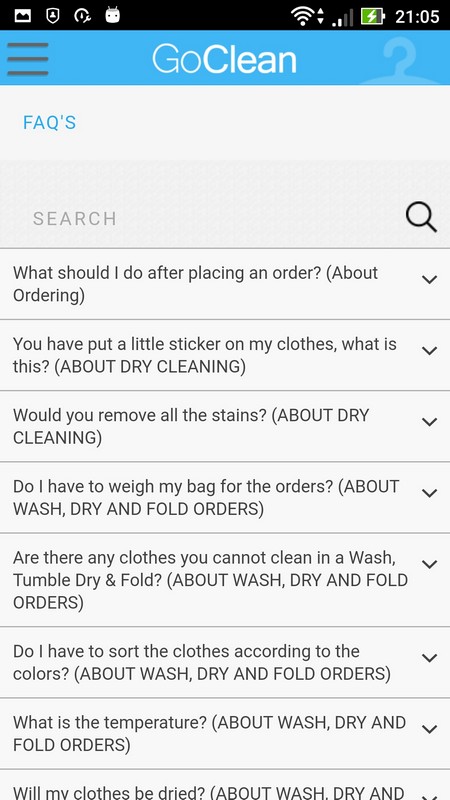 21:05
GoClean
FAQ'S
SEARCH
What should I do after placing an order? (About
Ordering)
You have put a little sticker on my clothes, what is
this? (ABOUT DRY CLEANING)
Would you remove all the stains? (ABOUT DRY
CLEANING)
Do I have to weigh my bag for the orders? (ABOUT
WASH, DRY AND FOLD ORDERS)
Are there any clothes you cannot clean in a Wash,
Tumble Dry & Fold? (ABOUT WASH, DRY AND FOLD
ORDERS)
Do I have to sort the clothes according to the
colors? (ABOUT WASH, DRY AND FOLD ORDERS)
What is the temperature? (ABOUT WASH, DRY AND
FOLD ORDERS)
Will my clothes be dried? (ABOUT WASH, DRY AND